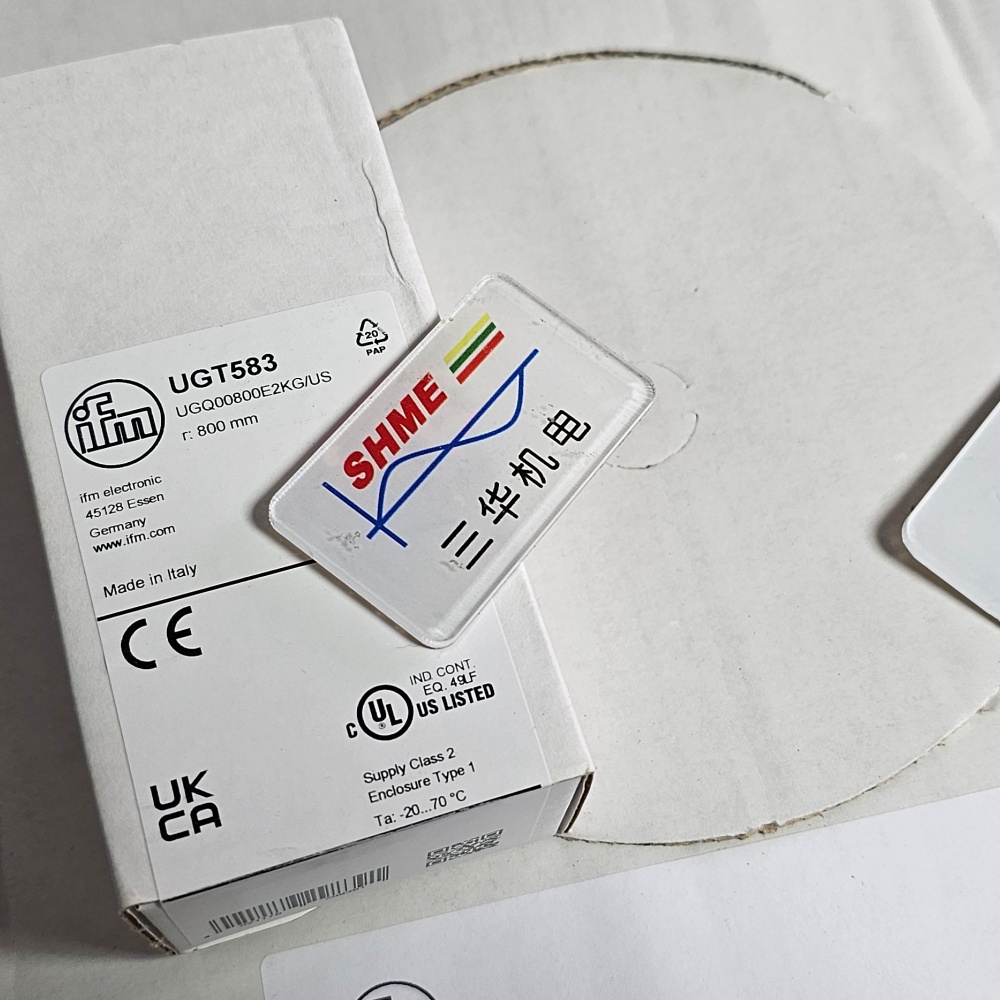 20
PAP
ifm
UGT583
UGQ00800E2KG/US
r: 800 mm
ifm electronic
45128 Essen
Germany
www.ifm.com
Made in Italy
CE
IND. CONT.
EQ. 49LF
C UL ® US LISTED
Supply Class 2
Enclosure Type 1
Ta: -20...70 °C
UK
CA
SHME
三华机电